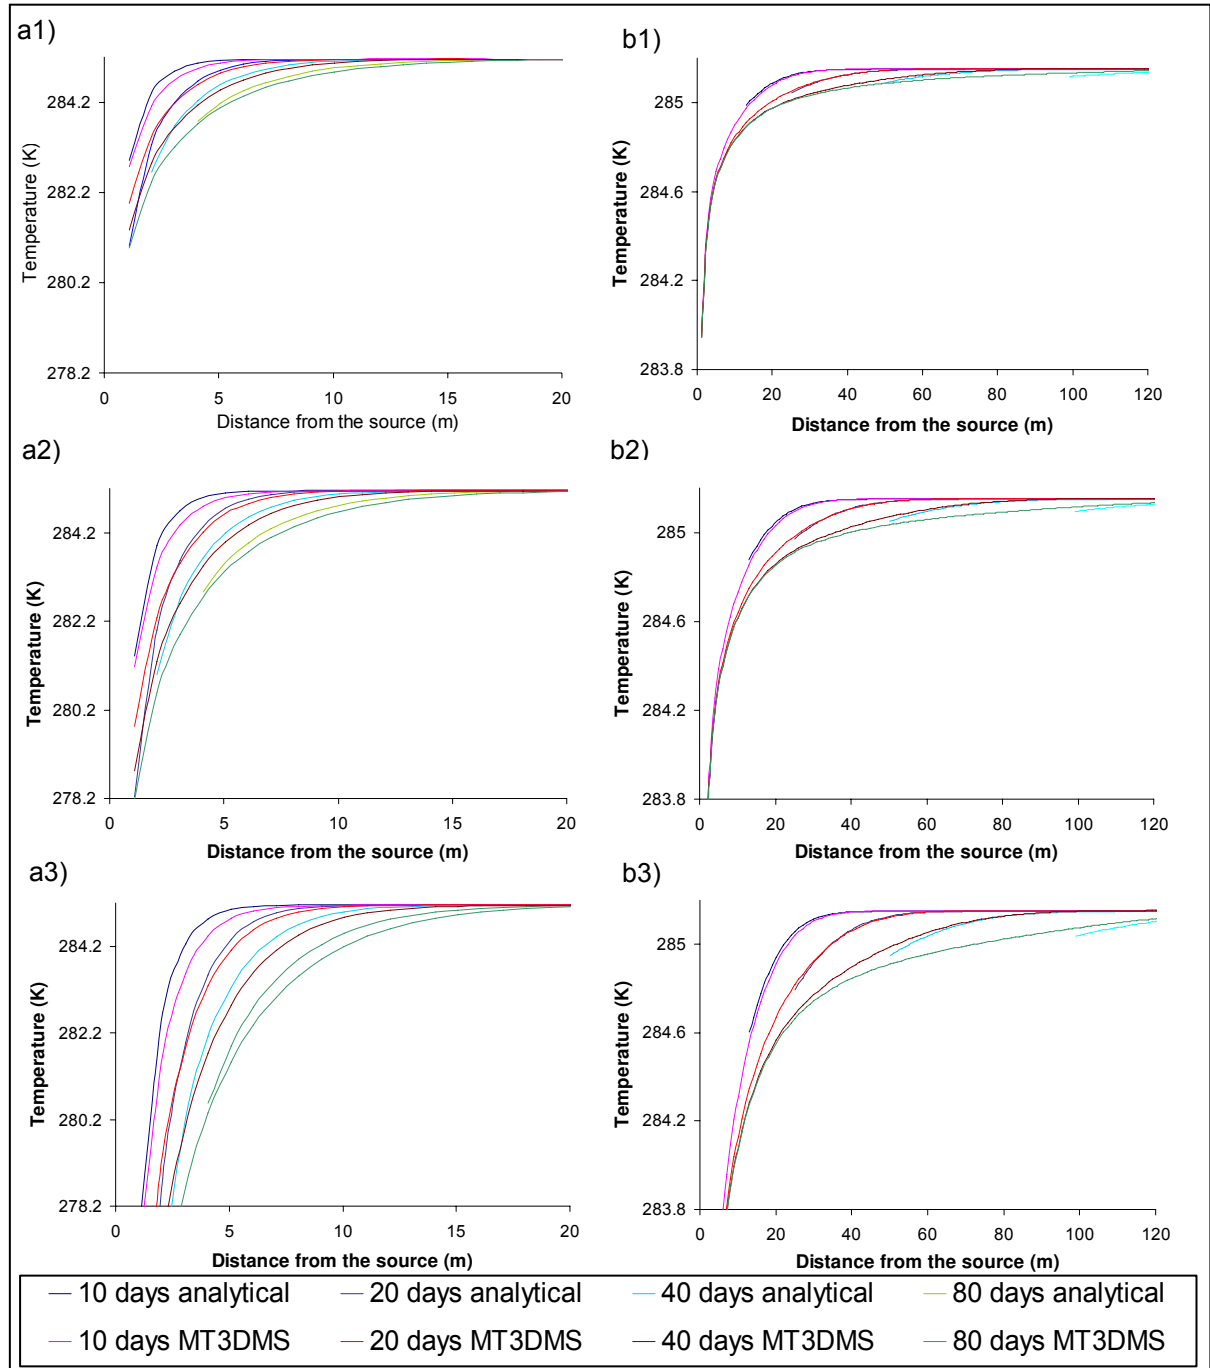 a1)
284.2
282.2
280.2
278.2
Temperature (K)
0 5 10 15 20
Distance from the source (m)
b1)
285
284.6
284.2
283.8
Temperature (K)
0 20 40 60 80 100 120
Distance from the source (m)
a2)
284.2
282.2
280.2
278.2
Temperature (K)
0 5 10 15 20
Distance from the source (m)
b2)
285
284.6
284.2
283.8
Temperature (K)
0 20 40 60 80 100 120
Distance from the source (m)
a3)
284.2
282.2
280.2
278.2
Temperature (K)
0 5 10 15 20
Distance from the source (m)
b3)
285
284.6
284.2
283.8
Temperature (K)
0 20 40 60 80 100 120
Distance from the source (m)
10 days analytical 20 days analytical 40 days analytical 80 days analytical
10 days MT3DMS 20 days MT3DMS 40 days MT3DMS 80 days MT3DMS